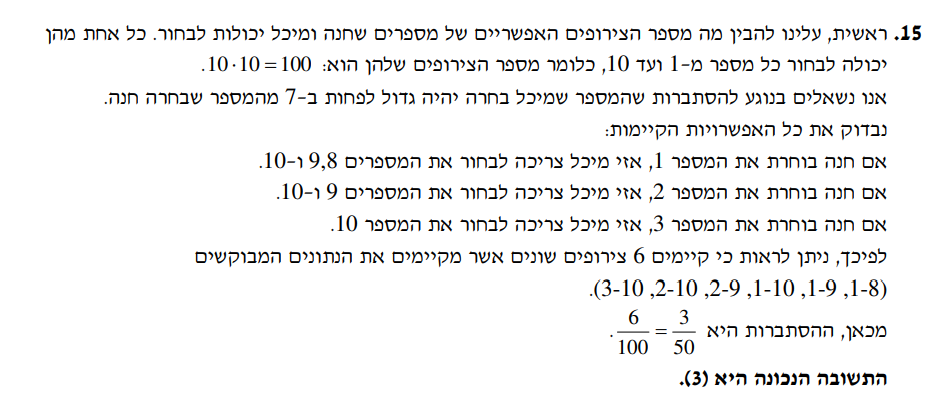 15. ראשית, עלינו להבין מה מספר הצירופים האפשריים של מספרים שחנה ומיכל יכולות לבחור. כל אחת מהן
יכולה לבחור כל מספר מ-1 ועד 10, כלומר מספר הצירופים שלהן הוא: 10·10=100.
אנו נשאלים בנוגע להסתברות שהמספר שמיכל בחרה יהיה גדול לפחות ב-7 מהמספר שבחרה חנה.
נבדוק את כל האפשרויות הקיימות:
אם חנה בוחרת את המספר 1, אזי מיכל צריכה לבחור את המספרים 9,8 ו-10.
אם חנה בוחרת את המספר 2, אזי מיכל צריכה לבחור את המספרים 9 ו-10.
אם חנה בוחרת את המספר 3, אזי מיכל צריכה לבחור את המספר 10.
לפיכך, ניתן לראות כי קיימים 6 צירופים שונים אשר מקיימים את הנתונים המבוקשים
(1-8, 1-9, 1-10, 2-9, 2-10, 3-10).
מכאן, ההסתברות היא 6/100 = 3/50.
התשובה הנכונה היא (3).